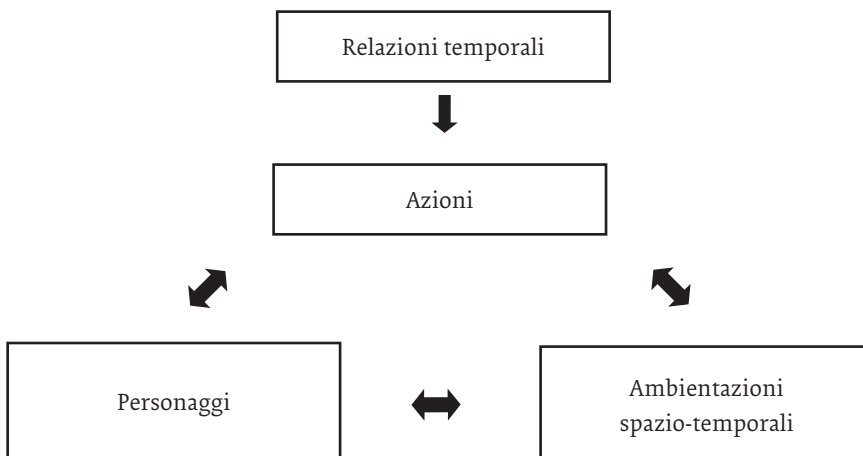 Relazioni temporali
Azioni
Personaggi
Ambientazioni
spazio-temporali